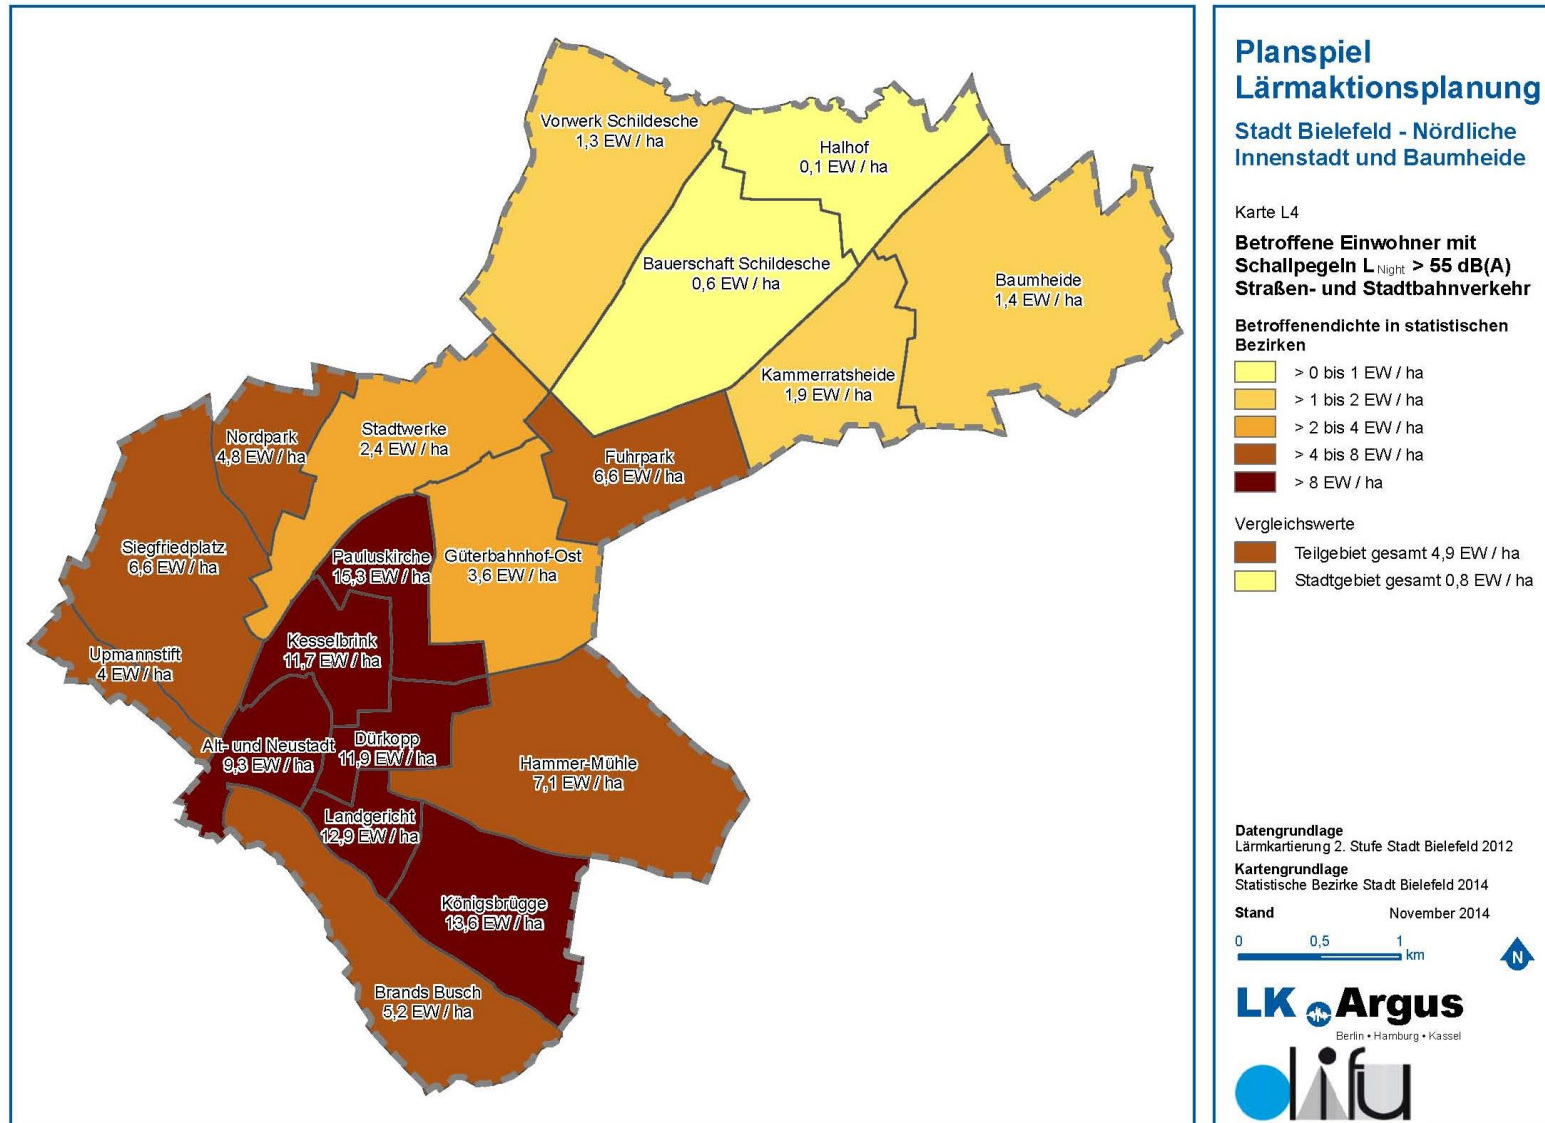 Vorwerk Schildesche
1,3 EW / ha
Halhof
0,1 EW / ha
Bauerschaft Schildesche
0,6 EW / ha
Baumheide
1,4 EW / ha
Kammerratsheide
1,9 EW / ha
Nordpark
4,8 EW / ha
Stadtwerke
2,4 EW / ha
Fuhrpark
6,6 EW / ha
Siegfriedplatz
6,6 EW / ha
Pauluskirche
15,3 EW / ha
Güterbahnhof-Ost
3,6 EW / ha
Kesselbrink
11,7 EW / ha
Upmannstift
4 EW / ha
Alt- und Neustadt
9,3 EW / ha
Dürkopp
11,9 EW / ha
Hammer-Mühle
7,1 EW / ha
Landgericht
12,9 EW / ha
Königsbrügge
13,6 EW / ha
Brands Busch
5,2 EW / ha
Planspiel
Lärmaktionsplanung
Stadt Bielefeld - Nördliche
Innenstadt und Baumheide
Karte L4
Betroffene Einwohner mit
Schallpegeln L Night > 55 dB(A)
Straßen- und Stadtbahnverkehr
Betroffenendichte in statistischen
Bezirken
> 0 bis 1 EW / ha
> 1 bis 2 EW / ha
> 2 bis 4 EW / ha
> 4 bis 8 EW / ha
> 8 EW / ha
Vergleichswerte
Teilgebiet gesamt 4,9 EW / ha
Stadtgebiet gesamt 0,8 EW / ha
Datengrundlage
Lärmkartierung 2. Stufe Stadt Bielefeld 2012
Kartengrundlage
Statistische Bezirke Stadt Bielefeld 2014
Stand November 2014
0 0,5 1
km
N
LK Argus
Berlin • Hamburg • Kassel
difu